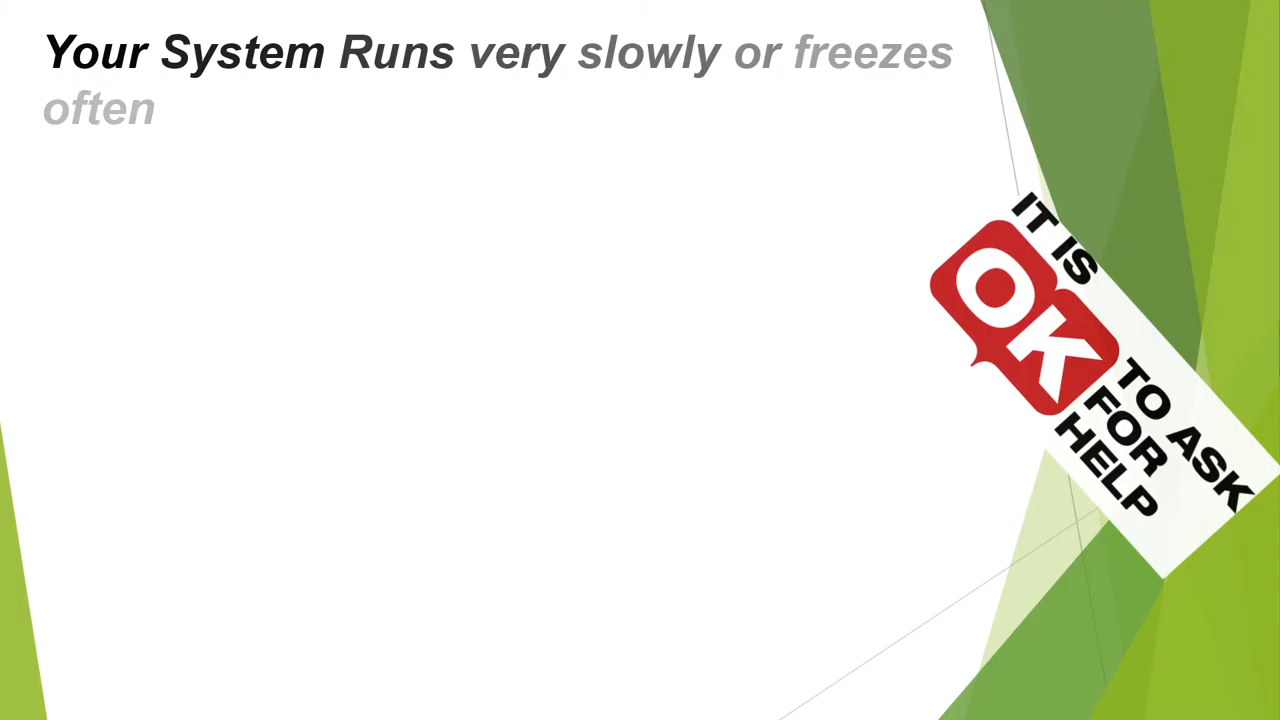 Your System Runs very slowly or freezes
often
IT IS
OK
TO ASK
FOR
HELP